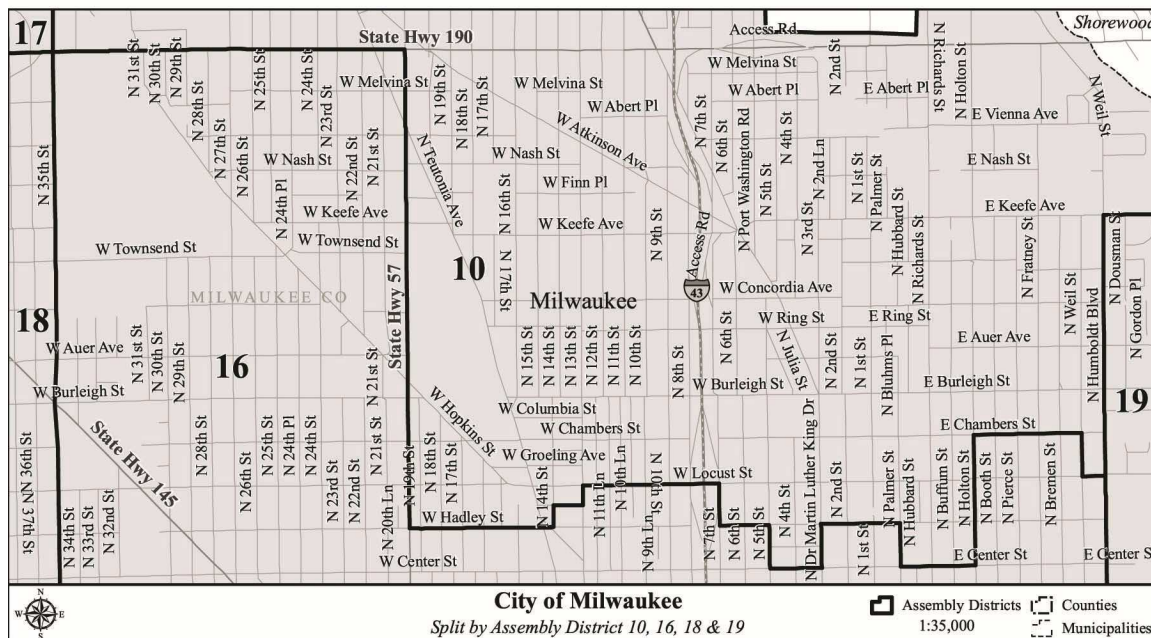 17
State Hwy 190
Access Rd
Shorewood
N 31st St
N 30th St
N 29th St
N 28th St
N 27th St
N 26th St
N 25th St
N 24th St
N 23rd St
N 22nd St
N 21st St
N 24th Pl
N 35th St
W Melvina St
N 19th St
N 18th St
N 17th St
W Melvina St
W Abert Pl
W Atkinson Ave
N Teutonia Ave
W Melvina St
W Abert Pl
N 7th St
N 6th St
N Port Washington Rd
N 5th St
N 4th St
N 3rd St
N 2nd St
N 2nd Ln
N 1st St
N Palmer St
N Hubbard St
N Richards St
N Richards St
N Holton St
E Abert Pl
E Vienna Ave
N Weil St
W Nash St
W Nash St
E Nash St
W Finn Pl
N 16th St
W Keefe Ave
W Keefe Ave
E Keefe Ave
N 9th St
Access Rd
W Townsend St
W Townsend St
N 17th St
State Hwy 57
10
Milwaukee
MILWAUKEE CO
43
W Concordia Ave
N Fratney St
N Weil St
N Humboldt Blvd
N Dousman St
N Gordon Pl
18
W Auer Ave
N 31st St
N 30th St
N 29th St
16
N 21st St
N 15th St
N 14th St
N 13th St
N 12th St
N 11th St
N 10th St
N 8th St
N 6th St
W Ring St
E Ring St
E Auer Ave
N Julia St
N 2nd St
N 1st St
N Bluhms Pl
W Burleigh St
W Burleigh St
E Burleigh St
W Hopkins St
W Columbia St
W Chambers St
E Chambers St
19
W Groeling Ave
W Locust St
State Hwy 145
N 36th St
N 37th St
N 34th St
N 33rd St
N 32nd St
N 28th St
N 26th St
N 25th St
N 24th Pl
N 24th St
N 23rd St
N 22nd St
N 21st St
N 20th Ln
N 19th St
N 18th St
N 17th St
N 14th St
N 11th Ln
N 10th Ln
N 10th St
N 9th Ln
N 7th St
N 6th St
N 5th St
N 4th St
N Dr Martin Luther King Dr
N 2nd St
N 1st St
N Palmer St
N Hubbard St
N Buffum St
N Holton St
N Booth St
N Pierce St
N Bremen St
W Hadley St
W Center St
E Center St
E Center St
N
W E
S
City of Milwaukee
Split by Assembly District 10, 16, 18 & 19
Assembly Districts
Counties
1:35,000
Municipalities